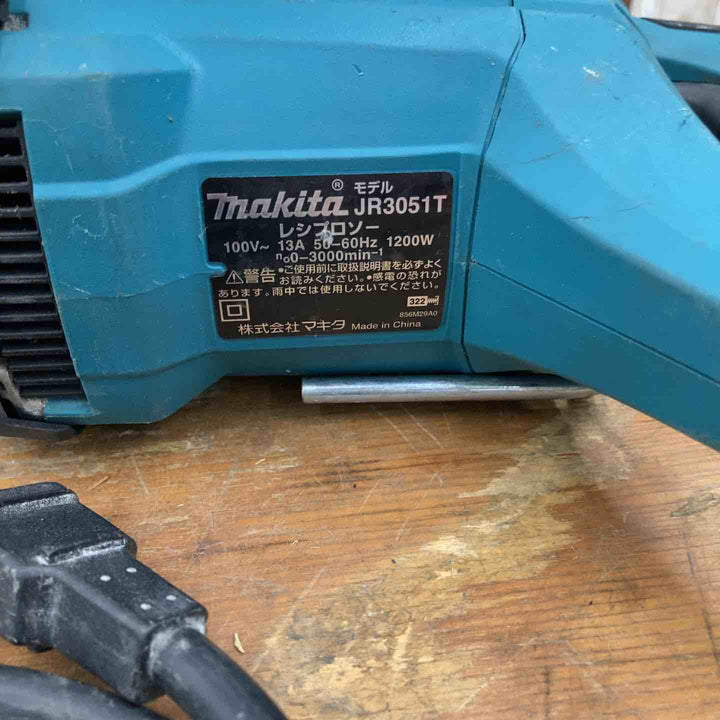 makita® モデル JR3051T
レシプロソー
100V～ 13A 50-60Hz 1200W
n₀0-3000min⁻¹
⚠警告 •ご使用前に取扱説明書を必ずよく
お読みください。•感電の恐れが
あります。雨中では使用しないでください。
322
856M29A0
株式会社 マキタ Made in China